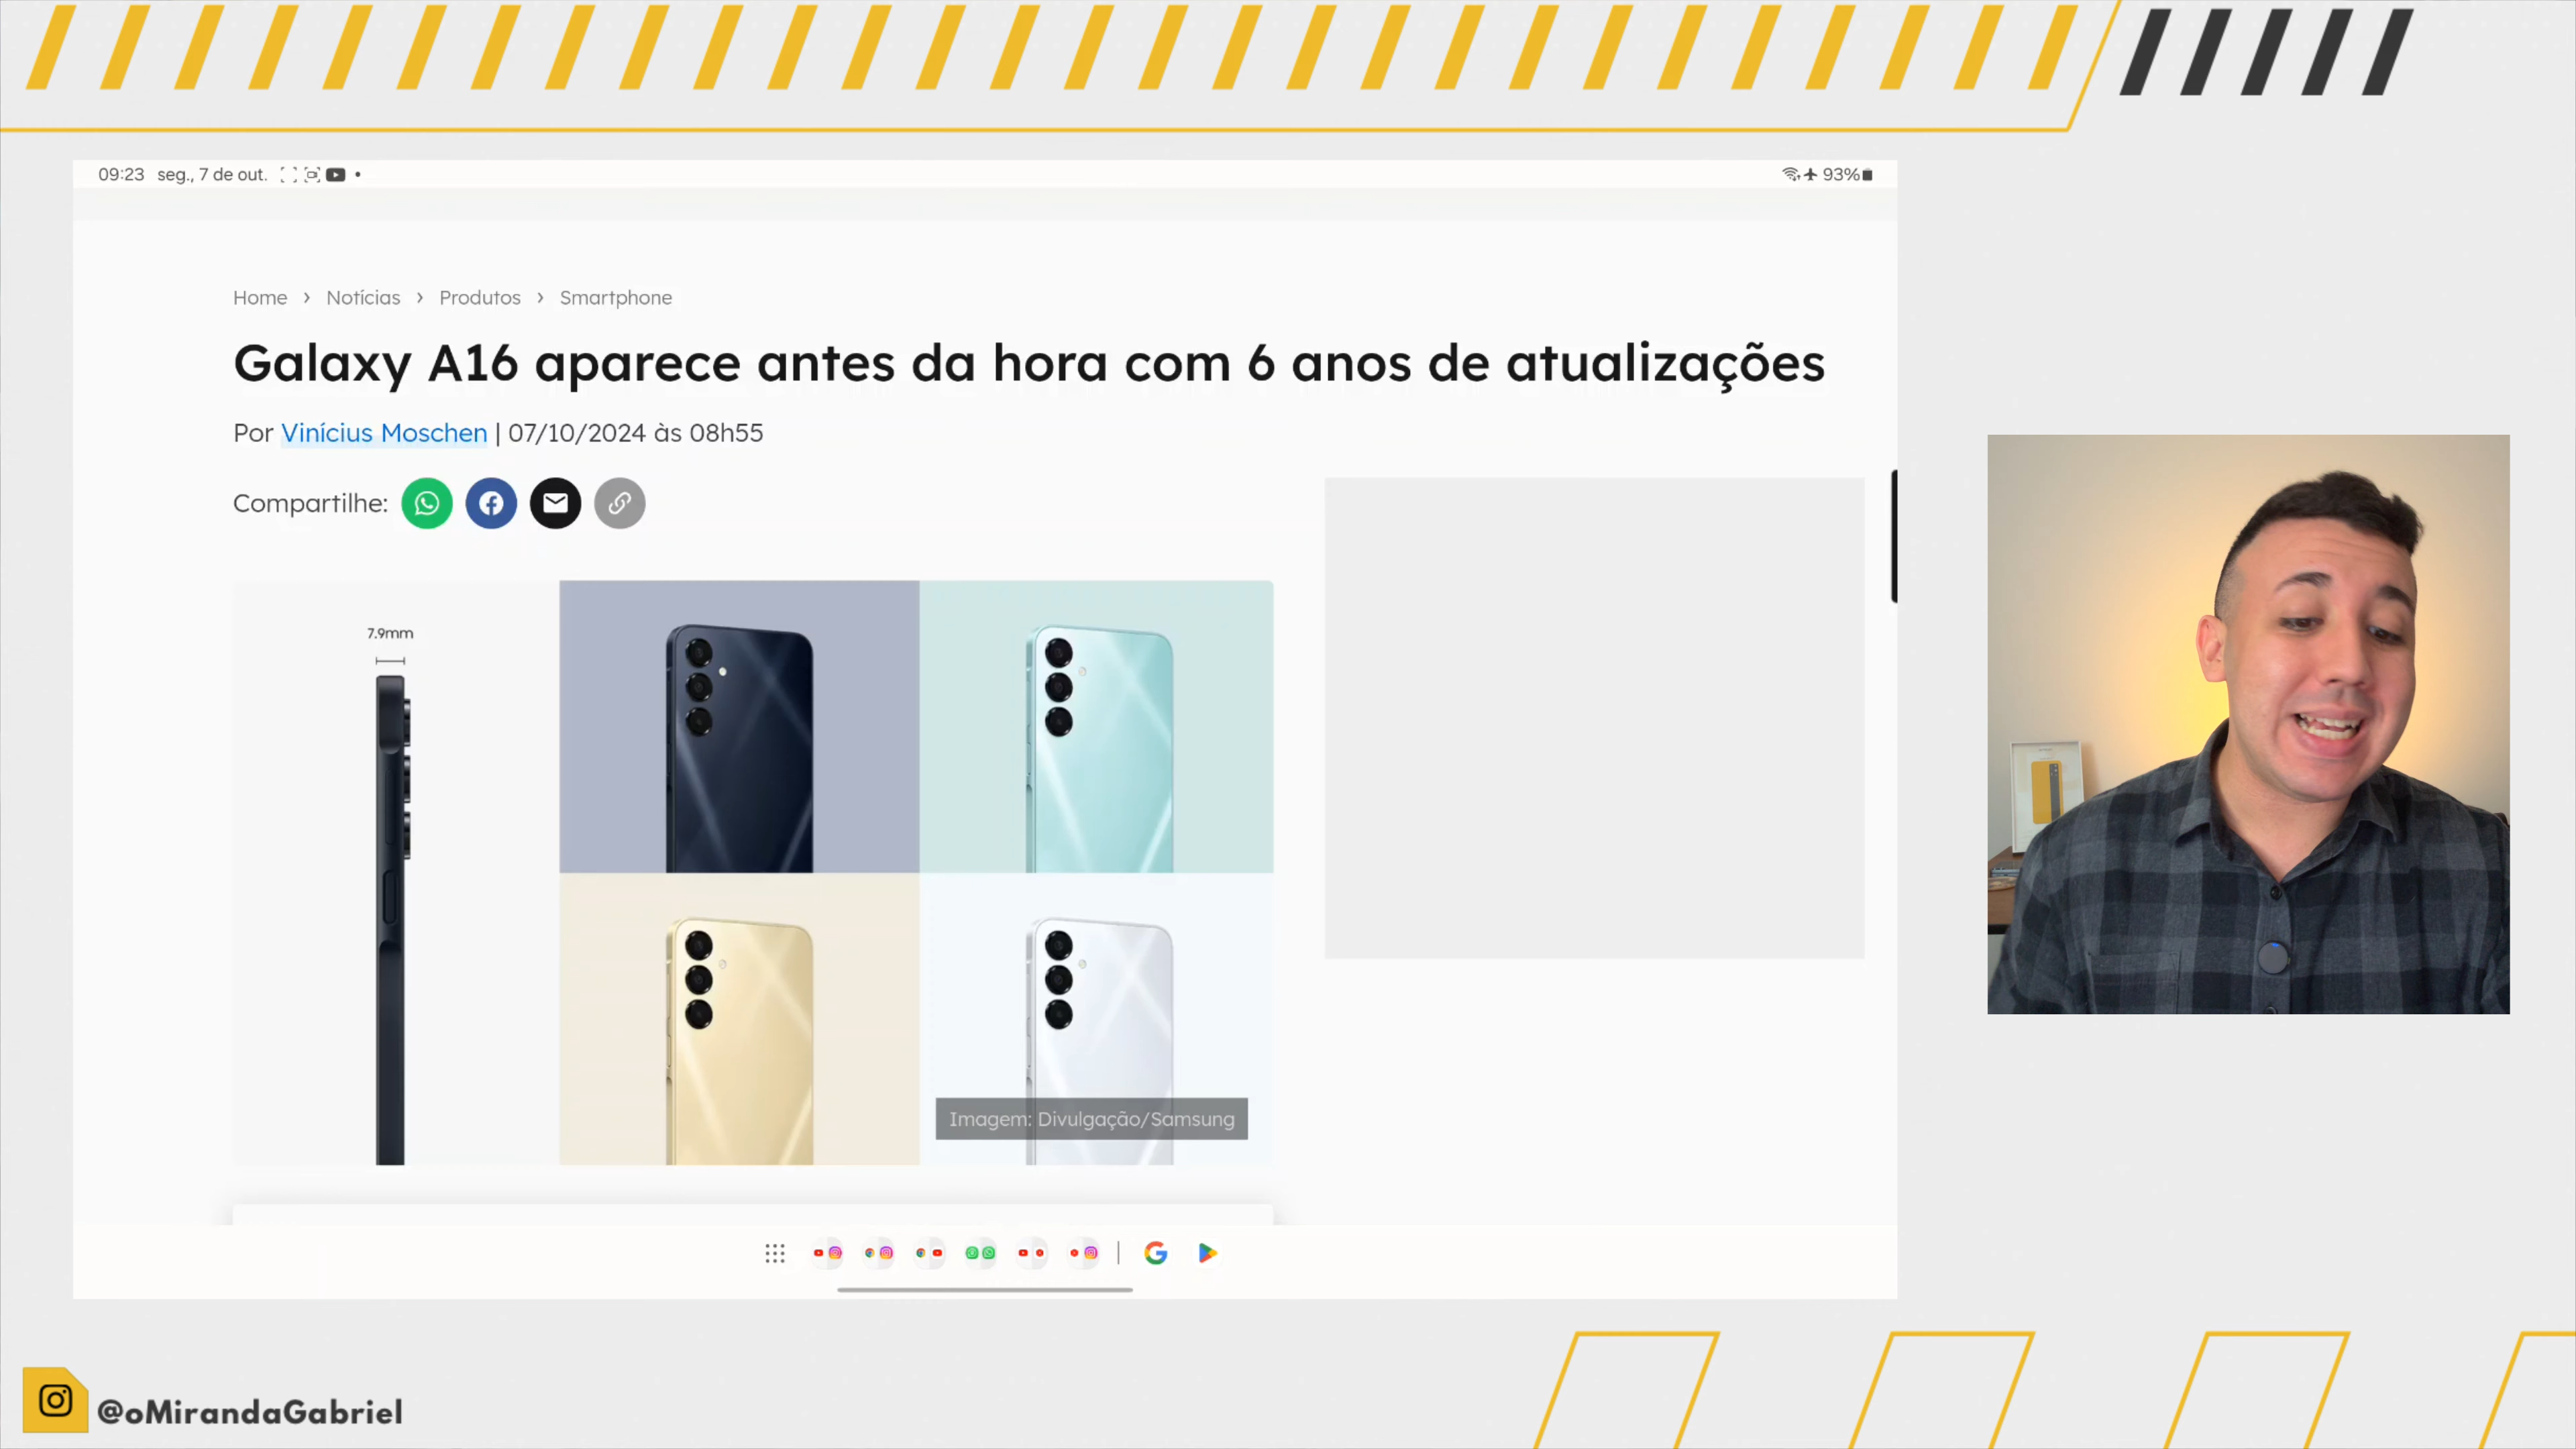 09:23 seg., 7 de out.
93%
Home › Notícias › Produtos › Smartphone
Galaxy A16 aparece antes da hora com 6 anos de atualizações
Por Vinícius Moschen | 07/10/2024 às 08h55
Compartilhe:
7.9mm
Imagem: Divulgação/Samsung
@oMirandaGabriel